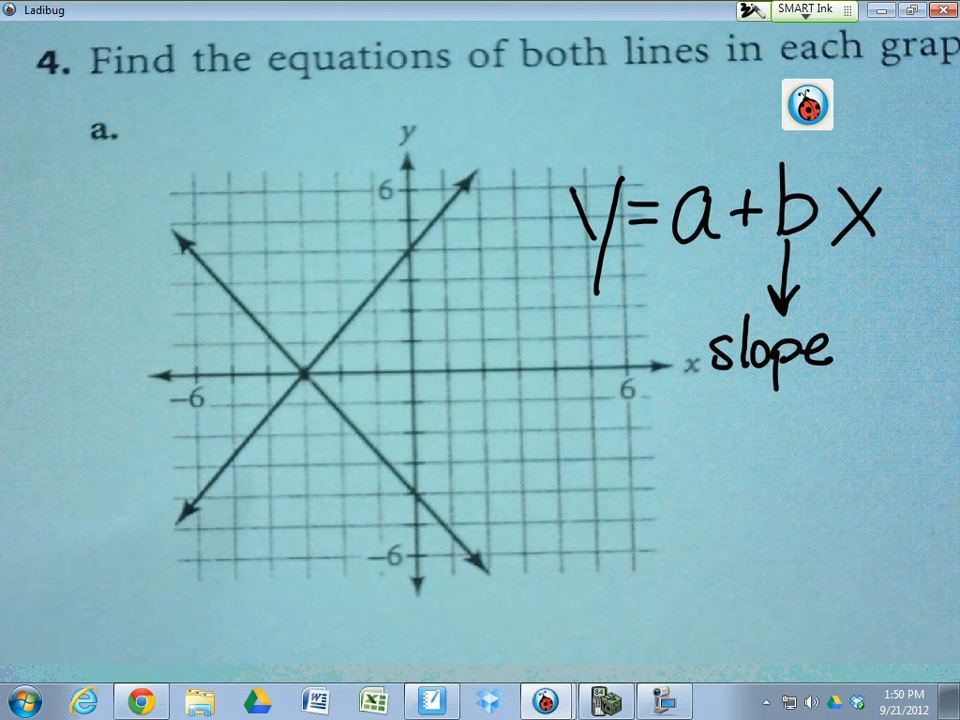 Ladibug
SMART Ink
4. Find the equations of both lines in each grap
a.
y
6
y=a+bx
slope
x
-6
6
-6
1:50 PM
9/21/2012